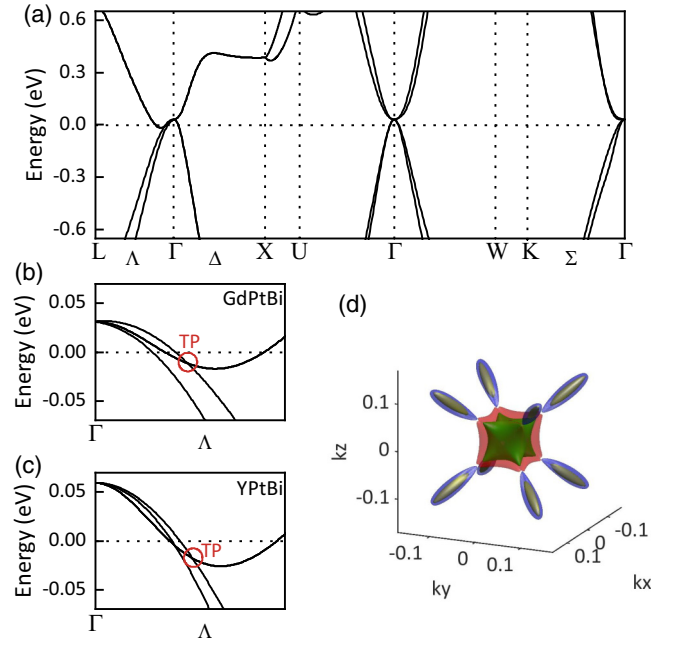 (a)
Energy (eV)
0.6
0.3
0.0
-0.3
-0.6
L Λ Γ Δ X U Γ W K Σ Γ
(b)
Energy (eV)
0.05
0.00
-0.05
GdPtBi
TP
Γ Λ
(c)
Energy (eV)
0.05
0.00
-0.05
YPtBi
TP
Γ Λ
(d)
kz
0.1
0
-0.1
-0.1 0 0.1
ky
0.1 0 -0.1
kx